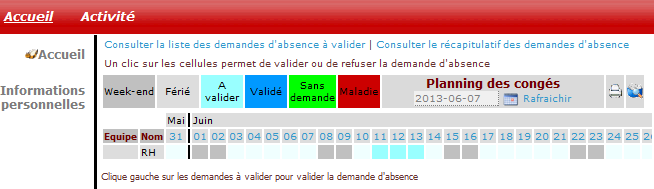 Accueil Activité
Accueil
Informations
personnelles
Consulter la liste des demandes d'absence à valider | Consulter le récapitulatif des demandes d'absence
Un clic sur les cellules permet de valider ou de refuser la demande d'absence
Week-end Férié A valider Validé Sans demande Maladie
Planning des congés
2013-06-07 Rafraichir
Mai Juin
Equipe Nom 31 01 02 03 04 05 06 07 08 09 10 11 12 13 14 15 16 17 18 19 20 21 22 23 24 25 26
RH
Clique gauche sur les demandes à valider pour valider la demande d'absence